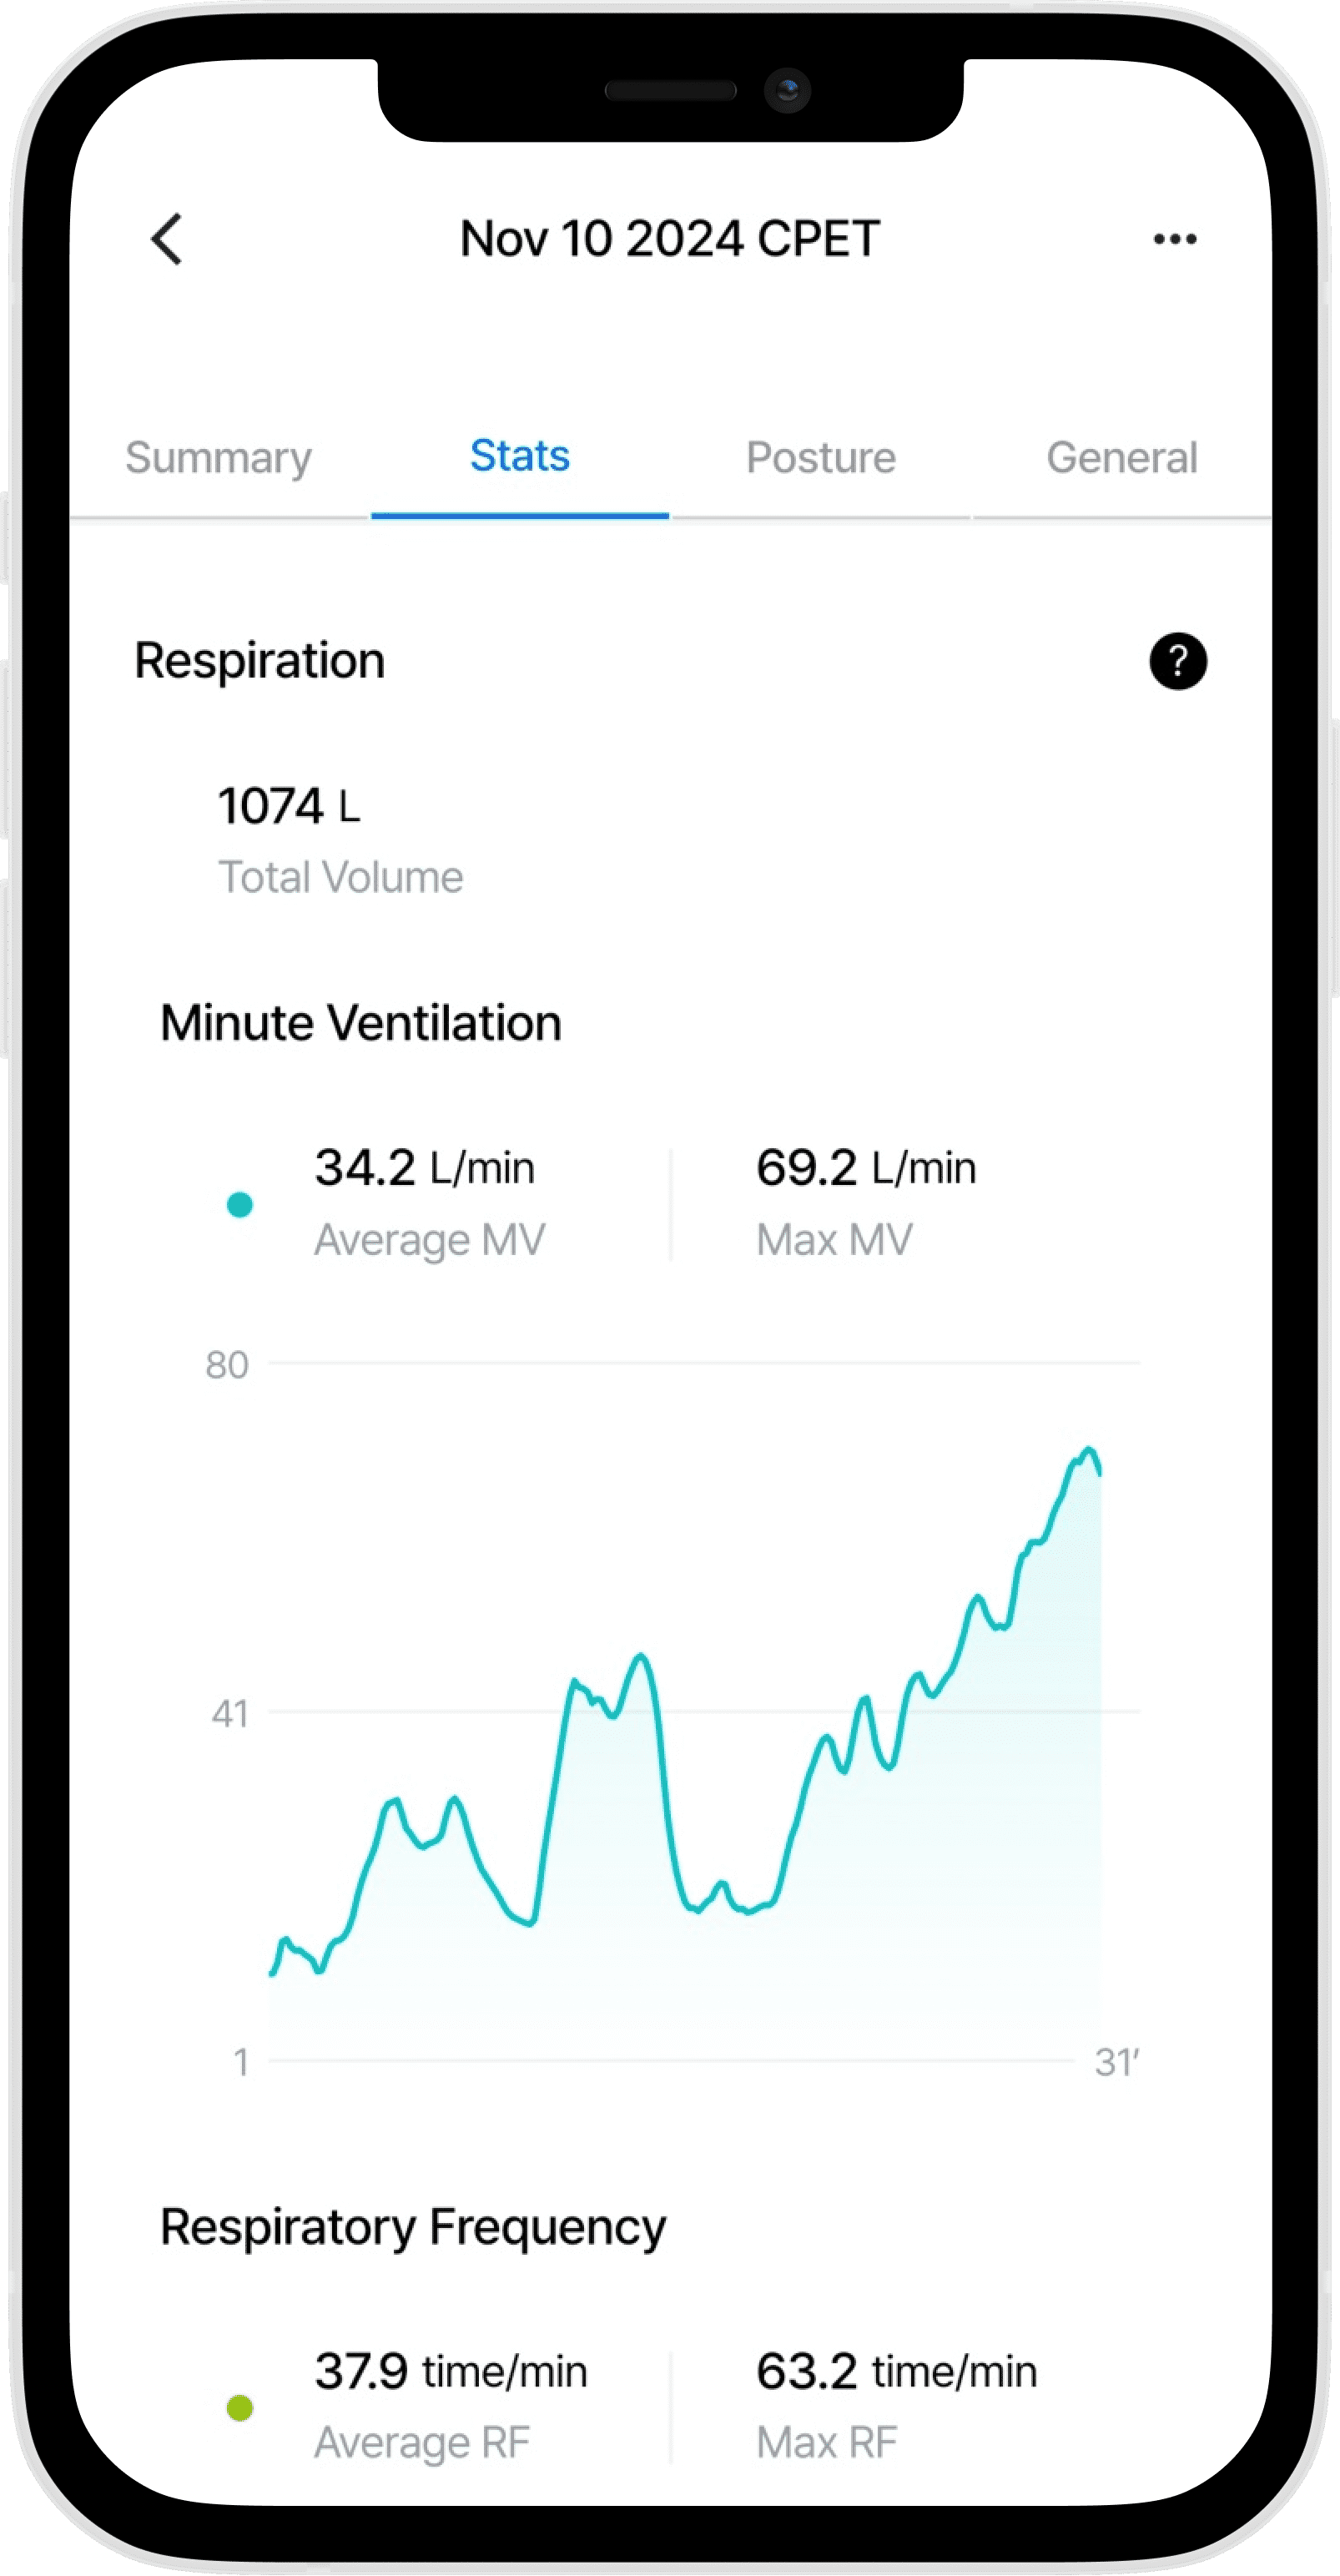 Nov 10 2024 CPET
Summary Stats Posture General
Respiration ?
1074 L
Total Volume
Minute Ventilation
34.2 L/min 69.2 L/min
Average MV Max MV
80
41
1 31′
Respiratory Frequency
37.9 time/min 63.2 time/min
Average RF Max RF